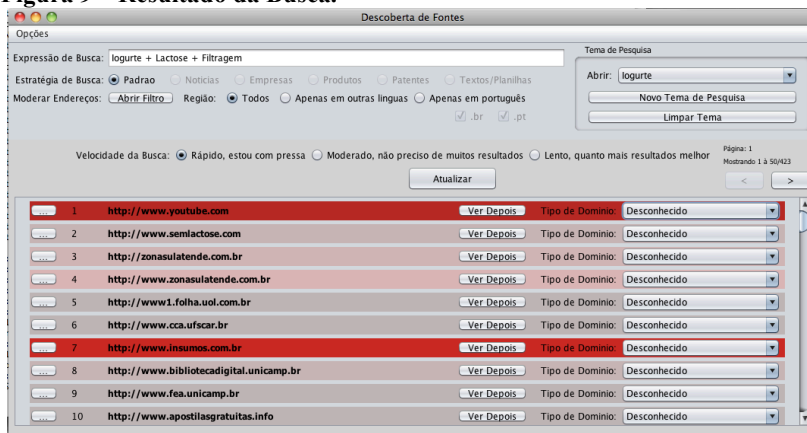 Figura 9 – Resultado da Busca.
Descoberta de Fontes
Opções
Expressão de Busca: Iogurte + Lactose + Filtragem
Tema de Pesquisa
Estratégia de Busca: Padrao Noticias Empresas Produtos Patentes Textos/Planilhas
Abrir: Iogurte
Moderar Endereços: Abrir Filtro Região: Todos Apenas em outras linguas Apenas em português
Novo Tema de Pesquisa
.br .pt
Limpar Tema
Velocidade da Busca: Rápido, estou com pressa Moderado, não preciso de muitos resultados Lento, quanto mais resultados melhor
Página: 1
Mostrando 1 à 50/423
Atualizar
< >
... 1 http://www.youtube.com Ver Depois Tipo de Dominio: Desconhecido
... 2 http://www.semlactose.com Ver Depois Tipo de Dominio: Desconhecido
... 3 http://zonasulatende.com.br Ver Depois Tipo de Dominio: Desconhecido
... 4 http://www.zonasulatende.com.br Ver Depois Tipo de Dominio: Desconhecido
... 5 http://www1.folha.uol.com.br Ver Depois Tipo de Dominio: Desconhecido
... 6 http://www.cca.ufscar.br Ver Depois Tipo de Dominio: Desconhecido
... 7 http://www.insumos.com.br Ver Depois Tipo de Dominio: Desconhecido
... 8 http://www.bibliotecadigital.unicamp.br Ver Depois Tipo de Dominio: Desconhecido
... 9 http://www.fea.unicamp.br Ver Depois Tipo de Dominio: Desconhecido
... 10 http://www.apostilasgratuitas.info Ver Depois Tipo de Dominio: Desconhecido